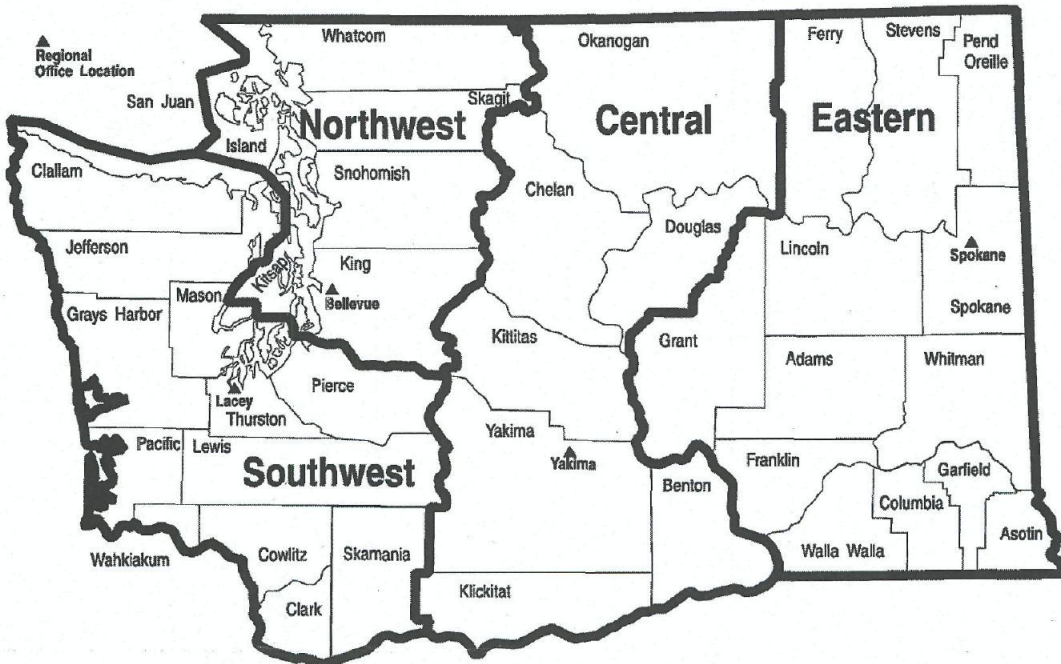 Regional
Office Location
San Juan
Whatcom
Okanogan
Ferry
Stevens
Pend
Oreille
Skagit
Northwest
Central
Eastern
Island
Clallam
Snohomish
Chelan
Douglas
Jefferson
Kitsap
King
Lincoln
Spokane
Bellevue
Spokane
Mason
Grays Harbor
Kittitas
Grant
Adams
Whitman
Pierce
Lacey
Thurston
Pacific
Lewis
Yakima
Yakima
Southwest
Benton
Franklin
Garfield
Columbia
Wahkiakum
Cowlitz
Skamania
Walla Walla
Asotin
Klickitat
Clark